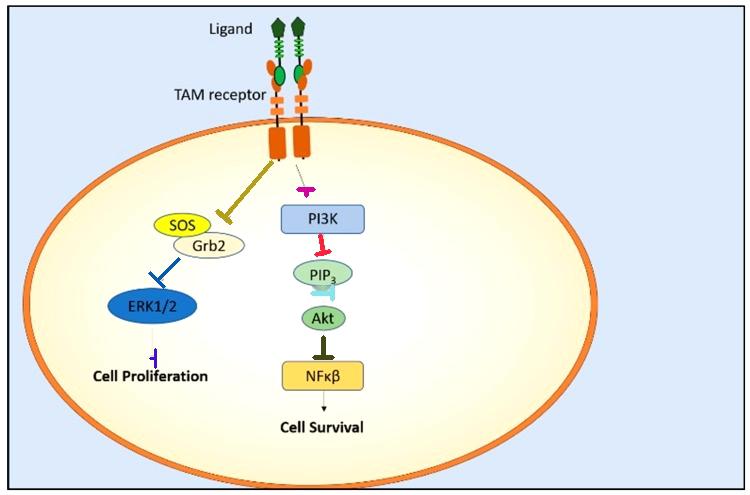 Ligand
TAM receptor
SOS
Grb2
ERK1/2
Cell Proliferation
PI3K
PIP3
Akt
NFκβ
Cell Survival